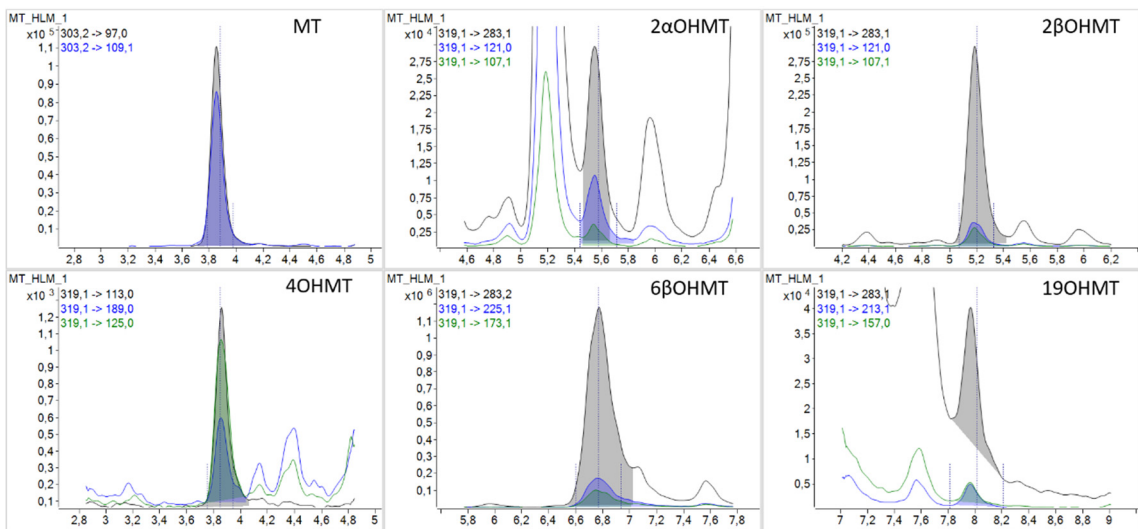 MT_HLM_1
x10 5
MT
303,2 -> 97,0
303,2 -> 109,1
1,1
1
0,9
0,8
0,7
0,6
0,5
0,4
0,3
0,2
0,1
2,8 3 3,2 3,4 3,6 3,8 4 4,2 4,4 4,6 4,8 5
MT_HLM_1
x10 4
2αOHMT
319,1 -> 283,1
319,1 -> 121,0
319,1 -> 107,1
3,25
3
2,75
2,5
2,25
2
1,75
1,5
1,25
1
0,75
0,5
0,25
4,6 4,8 5 5,2 5,4 5,6 5,8 6 6,2 6,4 6,6
MT_HLM_1
x10 5
2βOHMT
319,1 -> 283,1
319,1 -> 121,0
319,1 -> 107,1
3,25
3
2,75
2,5
2,25
2
1,75
1,5
1,25
1
0,75
0,5
0,25
4,2 4,4 4,6 4,8 5 5,2 5,4 5,6 5,8 6 6,2
MT_HLM_1
x10 3
4OHMT
319,1 -> 113,0
319,1 -> 189,0
319,1 -> 125,0
1,3
1,2
1,1
1
0,9
0,8
0,7
0,6
0,5
0,4
0,3
0,2
0,1
2,8 3 3,2 3,4 3,6 3,8 4 4,2 4,4 4,6 4,8 5
MT_HLM_1
x10 6
6βOHMT
319,1 -> 283,2
319,1 -> 225,1
319,1 -> 173,1
1,2
1,1
1
0,9
0,8
0,7
0,6
0,5
0,4
0,3
0,2
0,1
5,8 6 6,2 6,4 6,6 6,8 7 7,2 7,4 7,6 7,8
MT_HLM_1
x10 4
19OHMT
319,1 -> 283,1
319,1 -> 213,1
319,1 -> 157,0
4
3,5
3
2,5
2
1,5
1
0,5
7 7,2 7,4 7,6 7,8 8 8,2 8,4 8,6 8,8 9